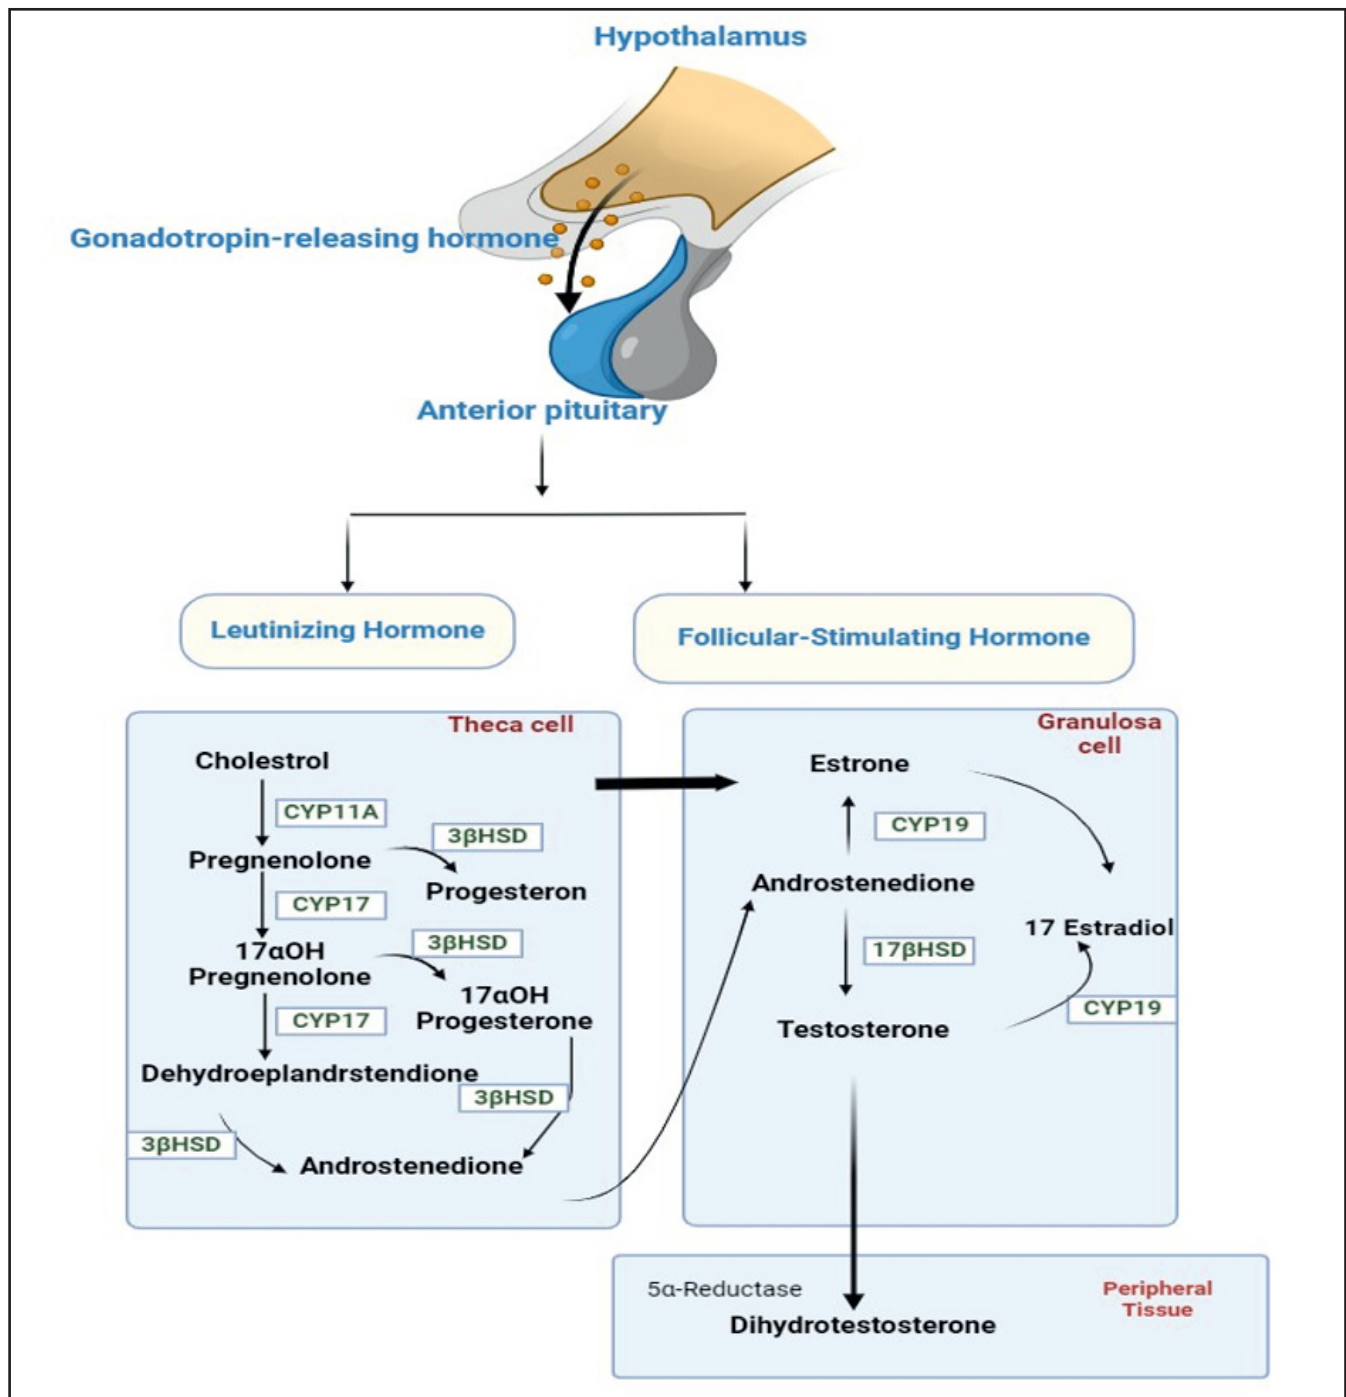 Hypothalamus
Gonadotropin-releasing hormone
Anterior pituitary
Leutinizing Hormone
Follicular-Stimulating Hormone
Theca cell
Cholestrol
CYP11A
3βHSD
Pregnenolone
Progesteron
CYP17
17αOH
Pregnenolone
3βHSD
17αOH
Progesterone
CYP17
Dehydroeplandrstendione
3βHSD
3βHSD
Androstenedione
Granulosa
cell
Estrone
CYP19
Androstenedione
17 Estradiol
17βHSD
CYP19
Testosterone
5α-Reductase
Peripheral
Tissue
Dihydrotestosterone